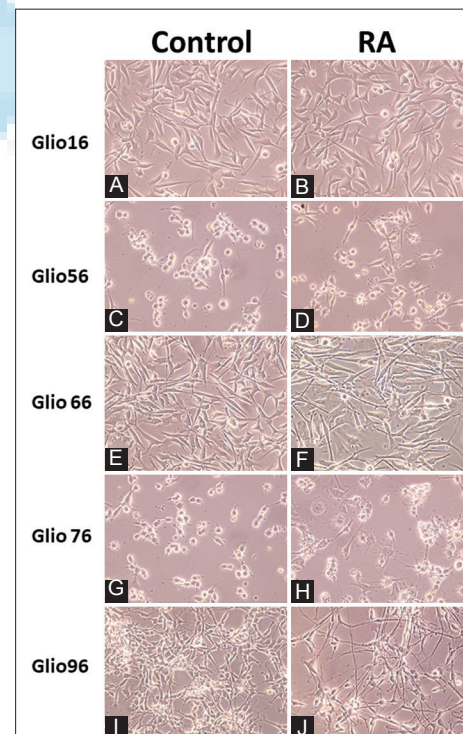 Control RA
Glio16
A B
Glio56
C D
Glio 66
E F
Glio 76
G H
Glio96
I J